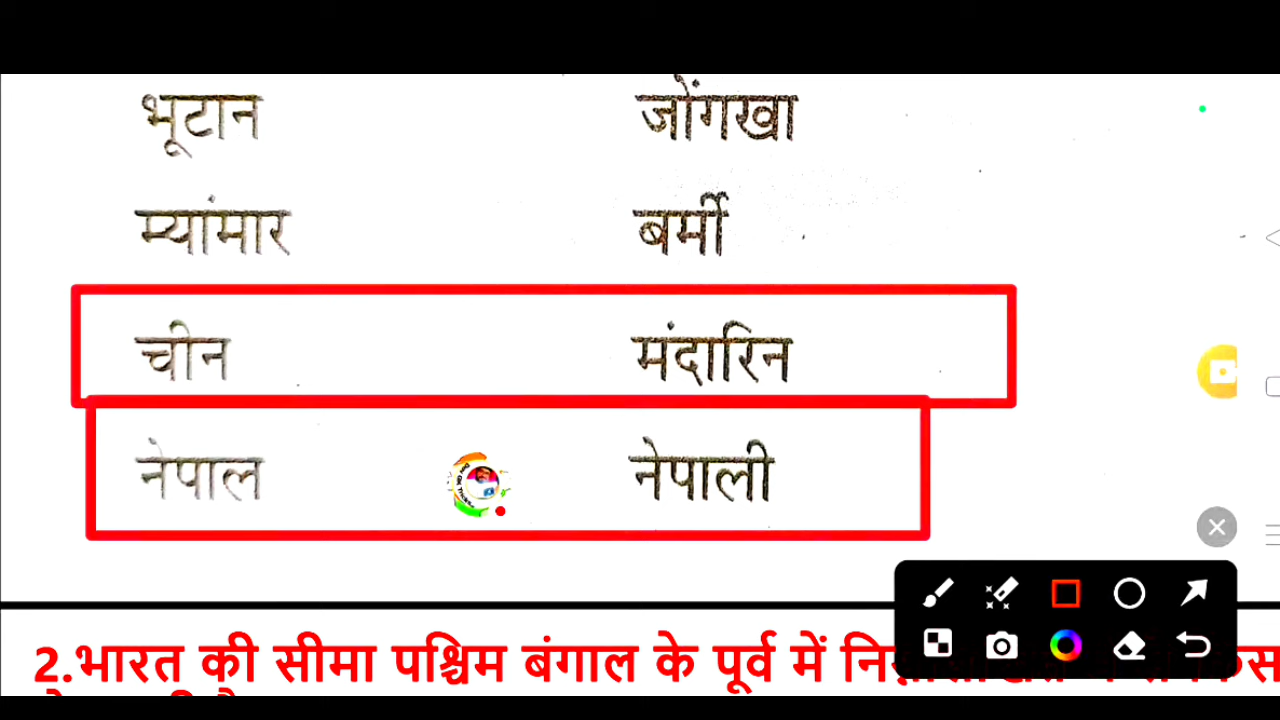 भूटान जोंगखा
म्यांमार बर्मी
चीन मंदारिन
नेपाल नेपाली
2.भारत की सीमा पश्चिम बंगाल के पूर्व में